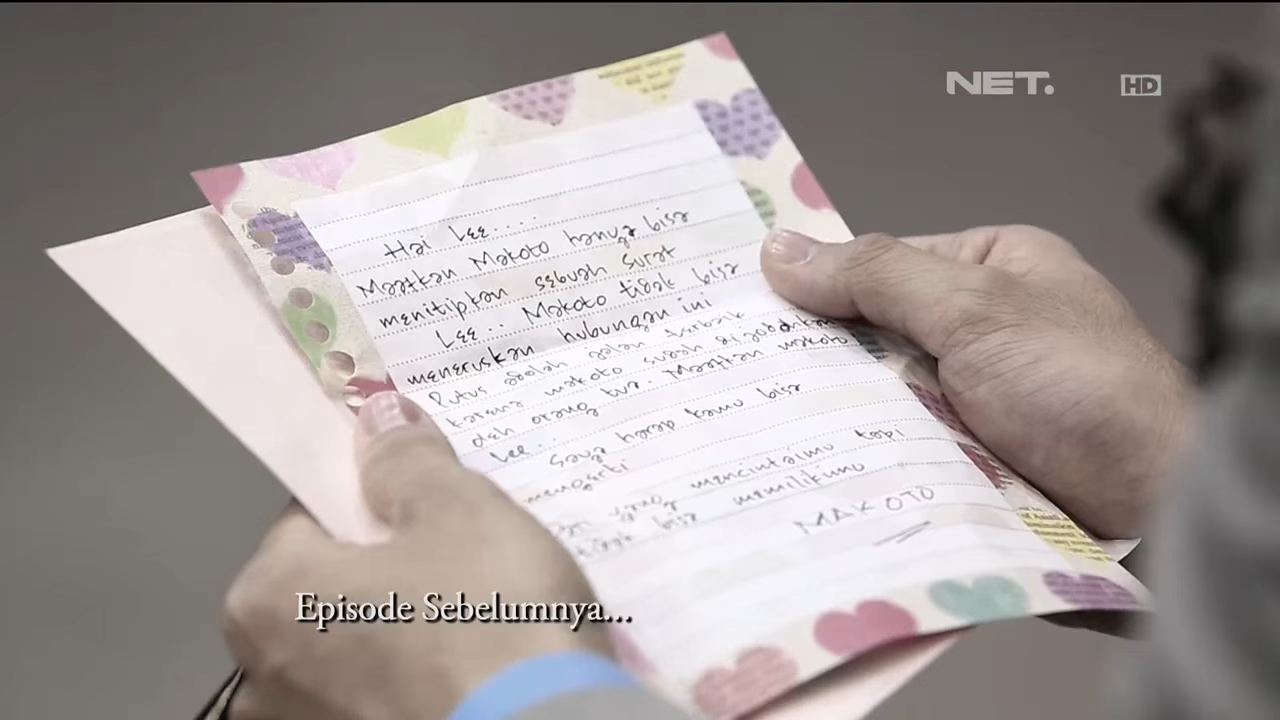 NET.
HD
Hai Lee...
Maafkan Makoto hanya bisa
menitipkan sebuah surat
Lee.. Makoto tidak bisa
meneruskan hubungan ini
Putus adalah jalan terbaik
karena makoto sudah di jodohkan
oleh orang tua. Maafkan makoto
Lee..
Saya harap kamu bisa
mengerti
yang mencintaimu tapi
tidak bisa memilikimu
MAKOTO
Episode Sebelumnya...